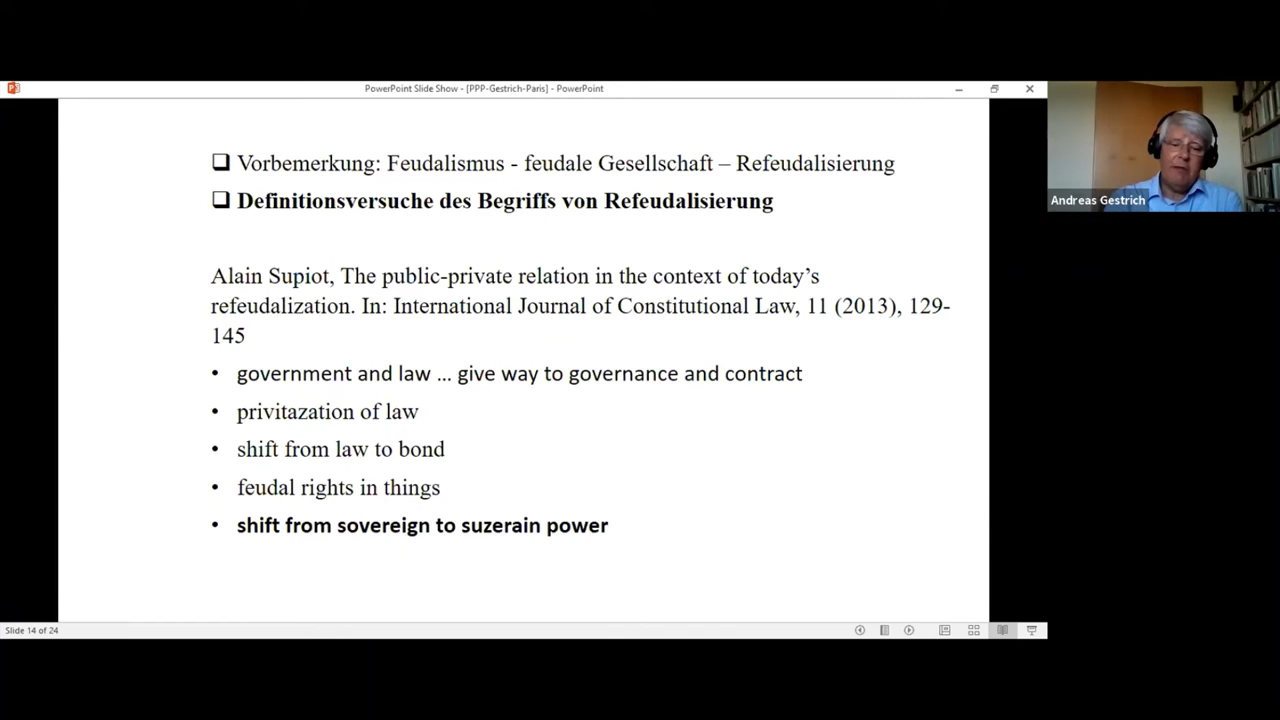 PowerPoint Slide Show - [PPP-Gestrich-Paris] - PowerPoint
Vorbemerkung: Feudalismus - feudale Gesellschaft – Refeudalisierung
Definitionsversuche des Begriffs von Refeudalisierung
Alain Supiot, The public-private relation in the context of today’s
refeudalization. In: International Journal of Constitutional Law, 11 (2013), 129-
145
• government and law … give way to governance and contract
• privitazation of law
• shift from law to bond
• feudal rights in things
• shift from sovereign to suzerain power
Slide 14 of 24
Andreas Gestrich